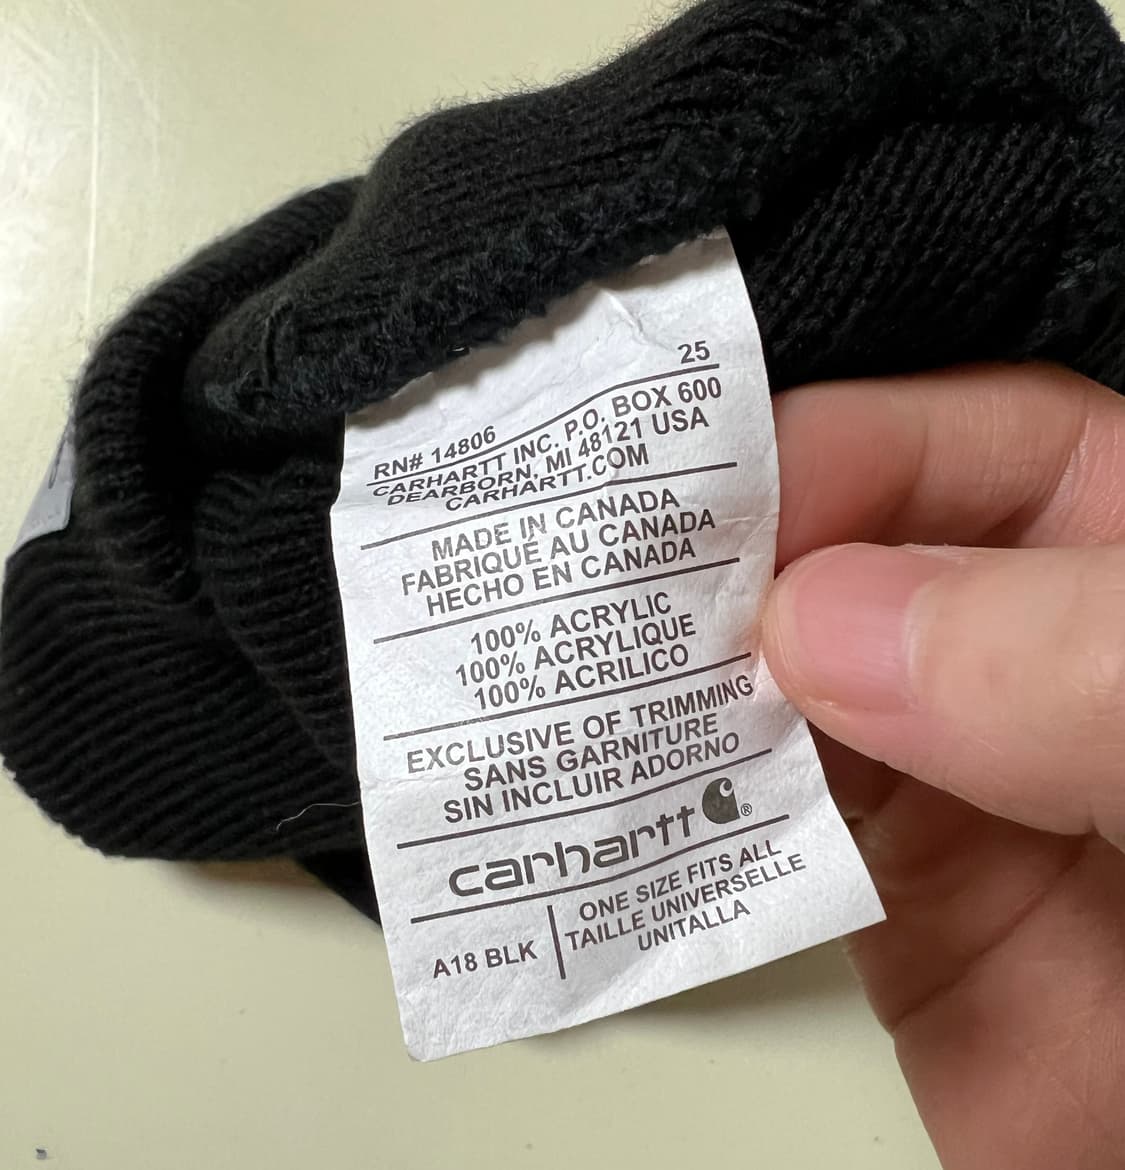 25
RN# 14806
CARHARTT INC. P.O. BOX 600
DEARBORN, MI 48121 USA
CARHARTT.COM
MADE IN CANADA
FABRIQUÉ AU CANADA
HECHO EN CANADA
100% ACRYLIC
100% ACRYLIQUE
100% ACRILICO
EXCLUSIVE OF TRIMMING
SANS GARNITURE
SIN INCLUIR ADORNO
carhartt ®
A18 BLK
ONE SIZE FITS ALL
TAILLE UNIVERSELLE
UNITALLA